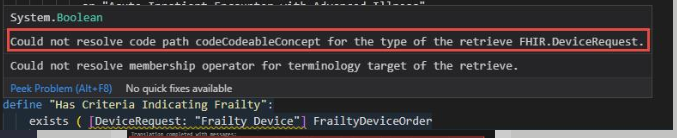 on "Acute Inpatient Encounter with Advanced Illness"
System.Boolean
Could not resolve code path codeCodeableConcept for the type of the retrieve FHIR.DeviceRequest.
Could not resolve membership operator for terminology target of the retrieve.
Peek Problem (Alt+F8) No quick fixes available
define "Has Criteria Indicating Frailty":
exists ( [DeviceRequest: "Frailty Device"] FrailtyDeviceOrder
Translation completed with messages: